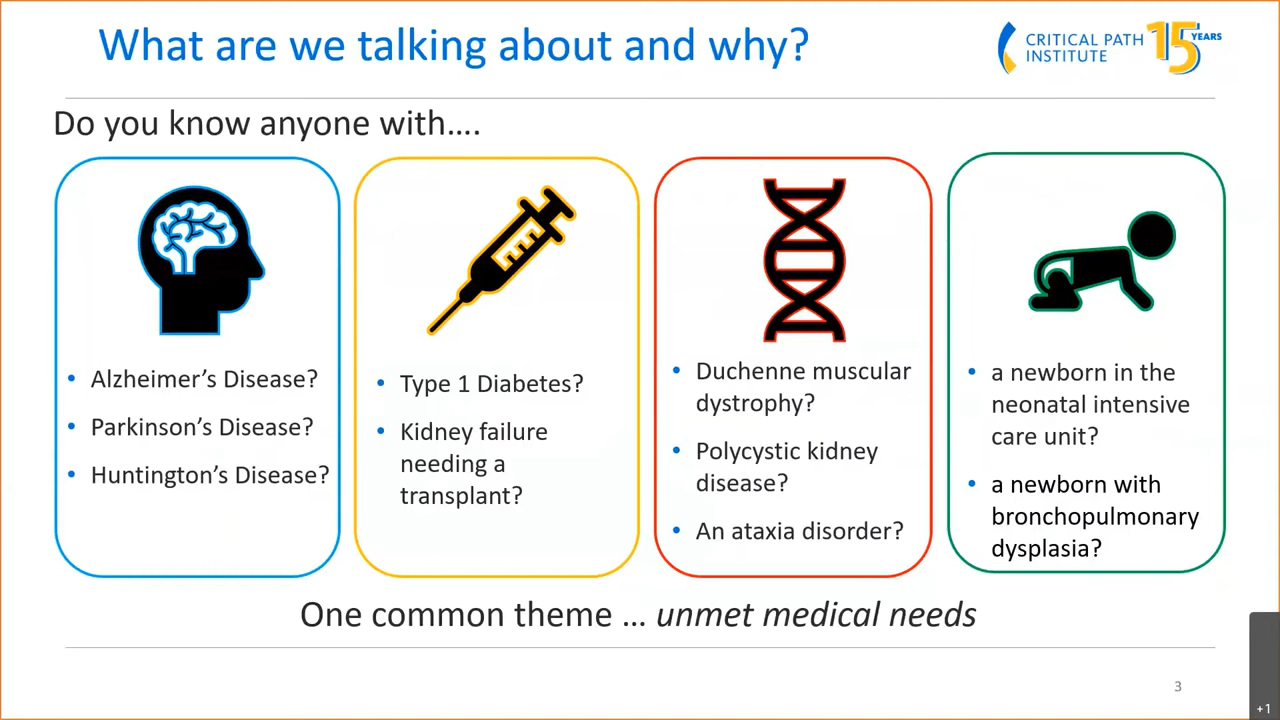 What are we talking about and why?
CRITICAL PATH
INSTITUTE
15 YEARS
Do you know anyone with….
• Alzheimer’s Disease?
• Parkinson’s Disease?
• Huntington’s Disease?
• Type 1 Diabetes?
• Kidney failure
needing a
transplant?
• Duchenne muscular
dystrophy?
• Polycystic kidney
disease?
• An ataxia disorder?
• a newborn in the
neonatal intensive
care unit?
• a newborn with
bronchopulmonary
dysplasia?
One common theme … unmet medical needs
3
+1